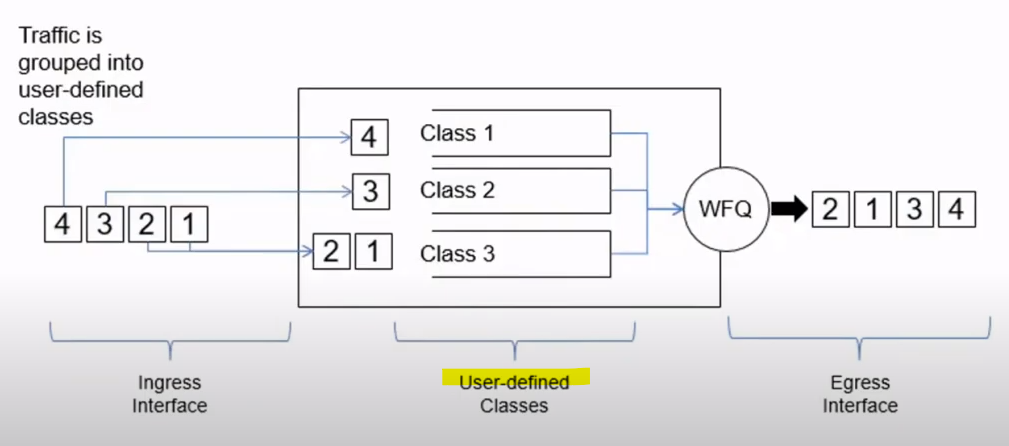 Traffic is
grouped into
user-defined
classes
4 Class 1
3 Class 2
4 3 2 1
WFQ
2 1 3 4
2 1 Class 3
Ingress
Interface
User-defined
Classes
Egress
Interface